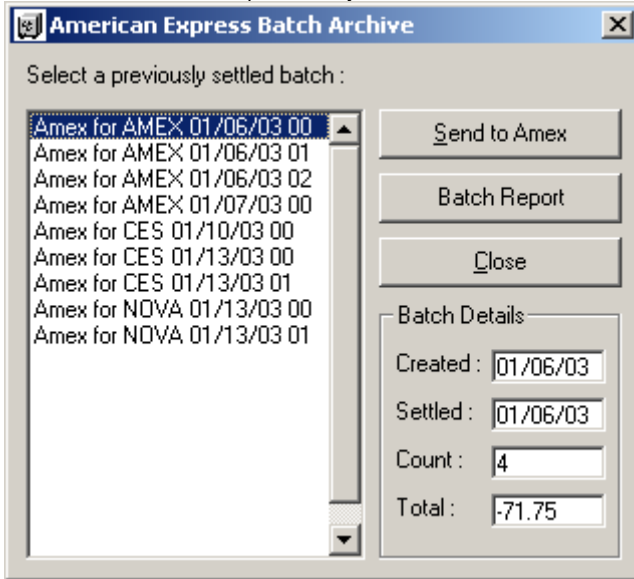 American Express Batch Archive
Select a previously settled batch :
Amex for AMEX 01/06/03 00
Amex for AMEX 01/06/03 01
Amex for AMEX 01/06/03 02
Amex for AMEX 01/07/03 00
Amex for CES 01/10/03 00
Amex for CES 01/13/03 00
Amex for CES 01/13/03 01
Amex for NOVA 01/13/03 00
Amex for NOVA 01/13/03 01
Send to Amex
Batch Report
Close
Batch Details
Created : 01/06/03
Settled : 01/06/03
Count : 4
Total : -71.75